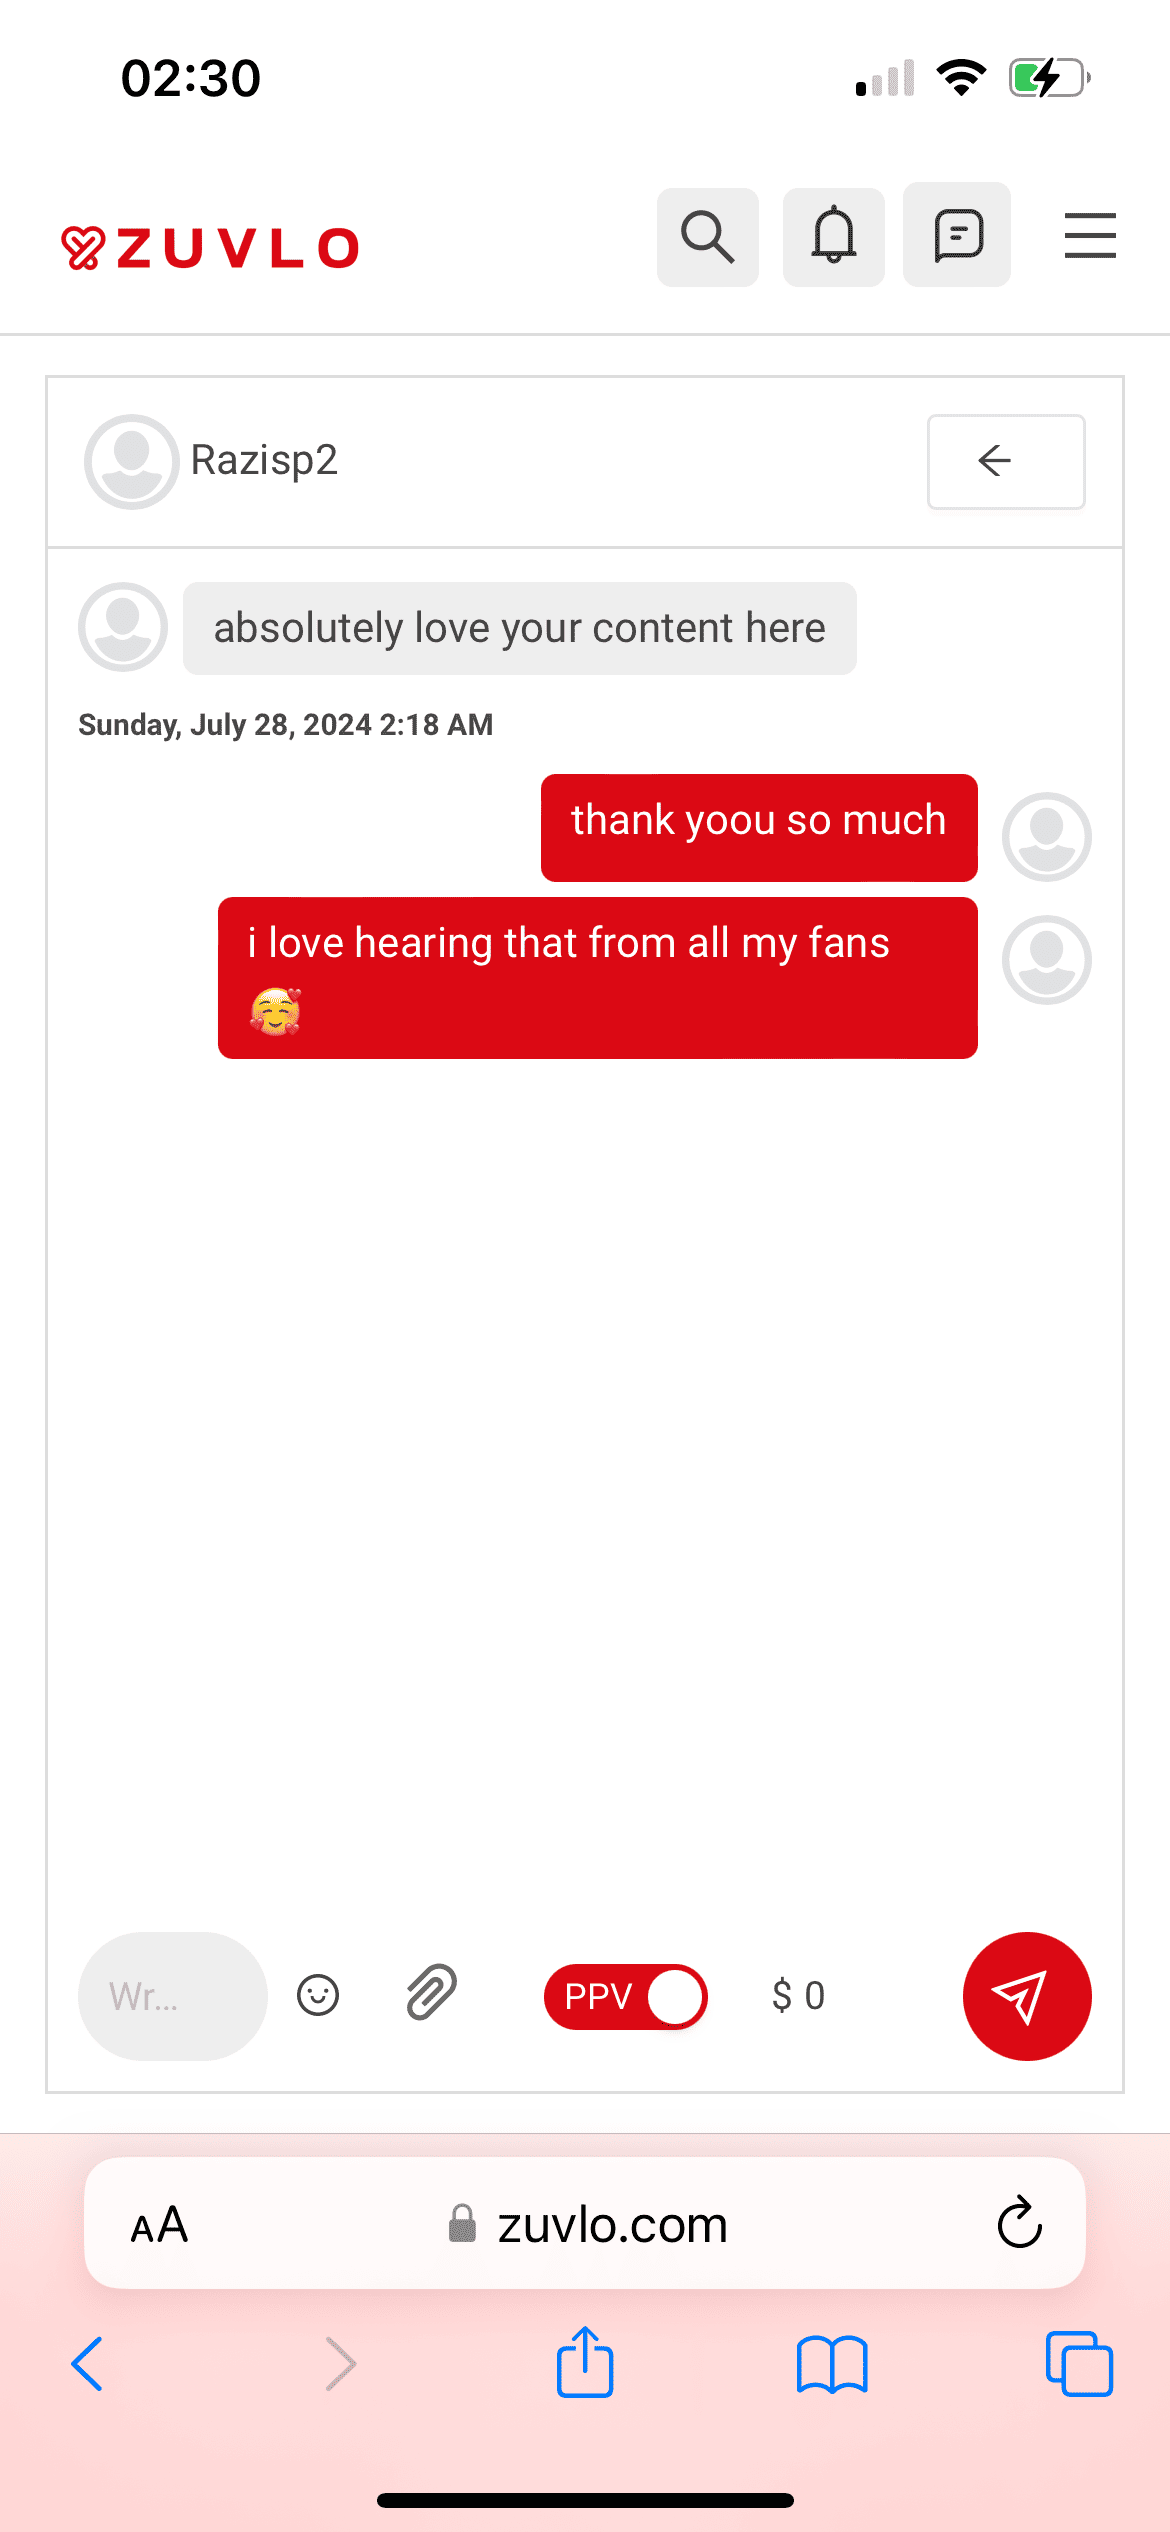 02:30
ZUVLO
Razisp2
absolutely love your content here
Sunday, July 28, 2024 2:18 AM
thank yoou so much
i love hearing that from all my fans
🥰
Wr...
PPV
$ 0
AA
zuvlo.com